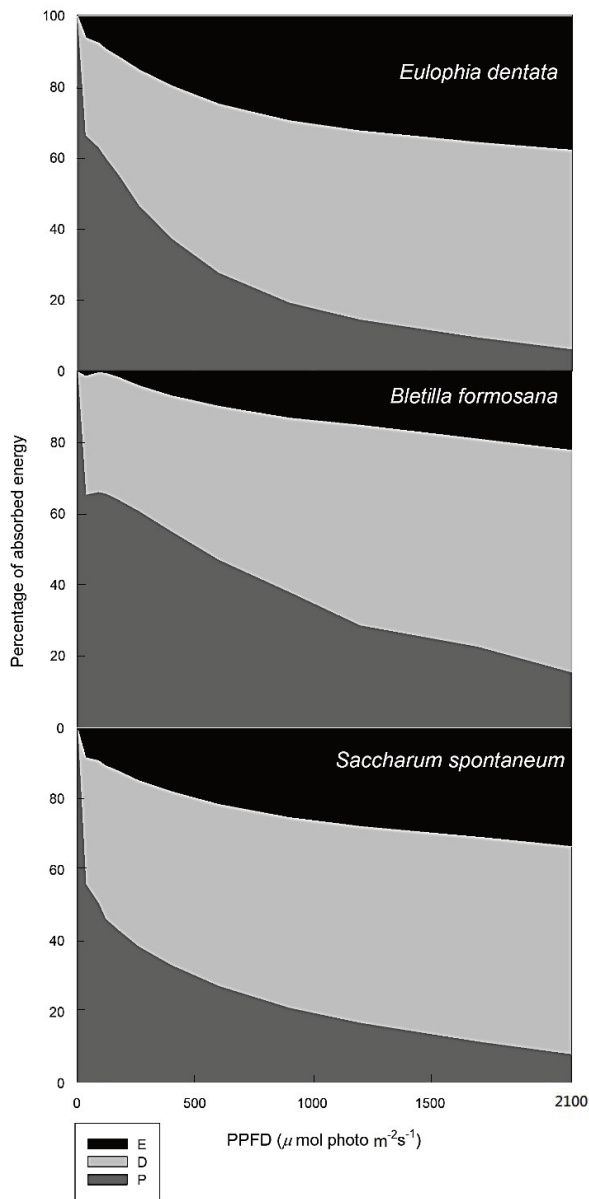 100
80
60
40
20
0
Eulophia dentata
80
60
40
20
0
Bletilla formosana
80
60
40
20
0
Saccharum spontaneum
Percentage of absorbed energy
0
500
1000
1500
2100
PPFD (μ mol photo m⁻²s⁻¹)
E
D
P